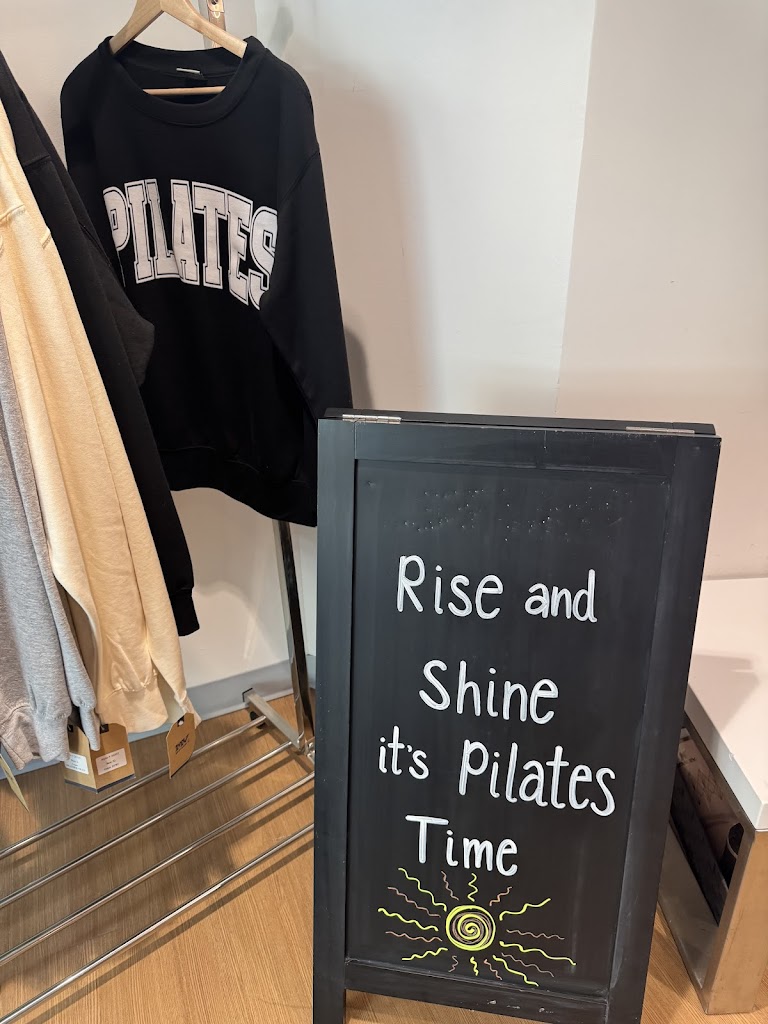 PILATES
Rise and
Shine
it's Pilates
Time